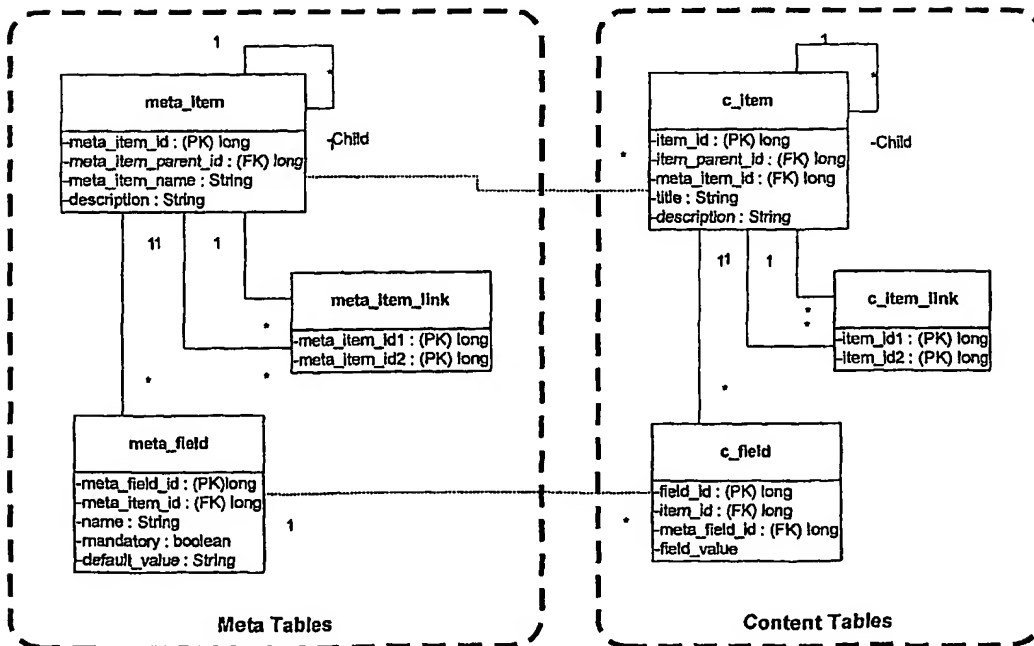 1
*
meta_item
-meta_item_id : (PK) long
-meta_item_parent_id : (FK) long
-meta_item_name : String
-description : String
-Child
11
1
meta_item_link
-meta_item_id1 : (PK) long
-meta_item_id2 : (PK) long
*
*
*
meta_field
-meta_field_id : (PK)long
-meta_item_id : (FK) long
-name : String
-mandatory : boolean
-default_value : String
1
Meta Tables
1
*
c_item
-item_id : (PK) long
-item_parent_id : (FK) long
-meta_item_id : (FK) long
-title : String
-description : String
-Child
*
11
1
c_item_link
-item_id1 : (PK) long
-item_id2 : (PK) long
*
*
*
c_field
-field_id : (PK) long
-item_id : (FK) long
-meta_field_id : (FK) long
-field_value
*
Content Tables